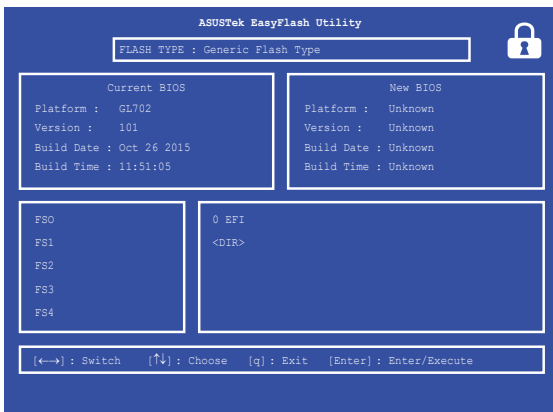 ASUSTek EasyFlash Utility
FLASH TYPE : Generic Flash Type
Current BIOS
Platform : GL702
Version : 101
Build Date : Oct 26 2015
Build Time : 11:51:05
New BIOS
Platform : Unknown
Version : Unknown
Build Date : Unknown
Build Time : Unknown
FS0
FS1
FS2
FS3
FS4
0 EFI
<DIR>
[←→] : Switch [↑↓] : Choose [q] : Exit [Enter] : Enter/Execute